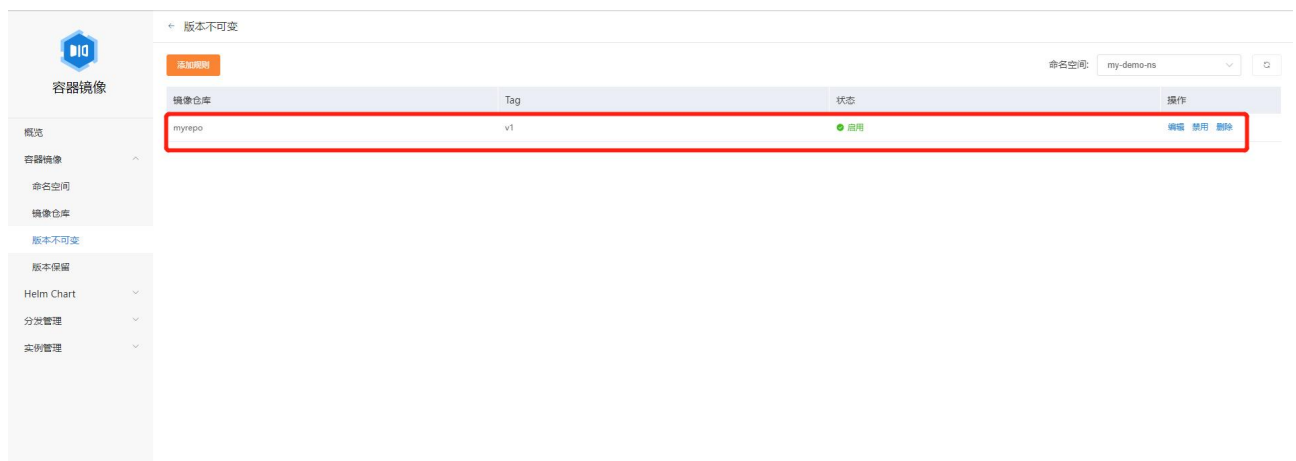 ← 版本不可变
容器镜像
添加规则
命名空间: my-demo-ns
镜像仓库 Tag 状态 操作
myrepo v1 启用 编辑 禁用 删除
概览
容器镜像
命名空间
镜像仓库
版本不可变
版本保留
Helm Chart
分发管理
实例管理